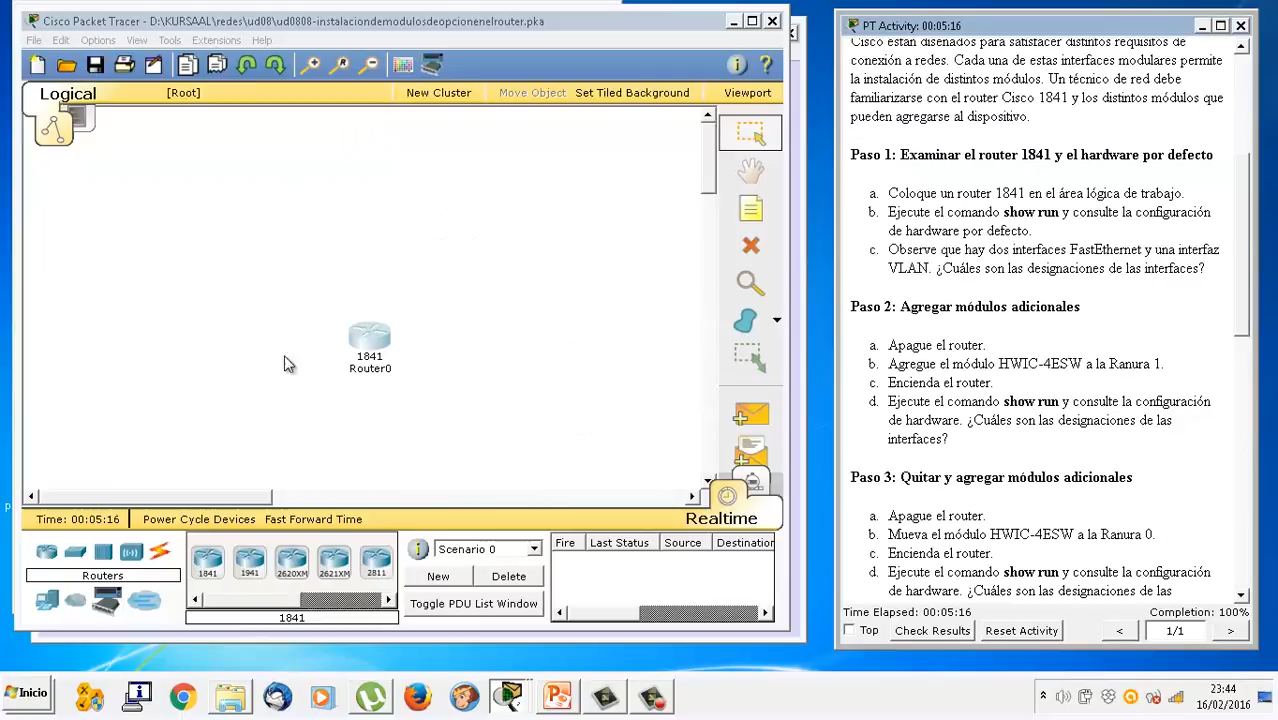 Cisco Packet Tracer - D:\KURSAAL\redes\ud08\ud0808-instalaciondemodulosdeopcionenelrouter.pka
File Edit Options View Tools Extensions Help
Logical [Root] New Cluster Move Object Set Tiled Background Viewport
1841
Router0
Realtime
Time: 00:05:16 Power Cycle Devices Fast Forward Time
Routers
1841 1941 2620XM 2621XM 2811
1841
Scenario 0
New Delete
Toggle PDU List Window
Fire Last Status Source Destination
PT Activity: 00:05:16
Cisco están diseñados para satisfacer distintos requisitos de
conexión a redes. Cada una de estas interfaces modulares permite
la instalación de distintos módulos. Un técnico de red debe
familiarizarse con el router Cisco 1841 y los distintos módulos que
pueden agregarse al dispositivo.
Paso 1: Examinar el router 1841 y el hardware por defecto
a. Coloque un router 1841 en el área lógica de trabajo.
b. Ejecute el comando show run y consulte la configuración
de hardware por defecto.
c. Observe que hay dos interfaces FastEthernet y una interfaz
VLAN. ¿Cuáles son las designaciones de las interfaces?
Paso 2: Agregar módulos adicionales
a. Apague el router.
b. Agregue el módulo HWIC-4ESW a la Ranura 1.
c. Encienda el router.
d. Ejecute el comando show run y consulte la configuración
de hardware. ¿Cuáles son las designaciones de las
interfaces?
Paso 3: Quitar y agregar módulos adicionales
a. Apague el router.
b. Mueva el módulo HWIC-4ESW a la Ranura 0.
c. Encienda el router.
d. Ejecute el comando show run y consulte la configuración
de hardware. ¿Cuáles son las designaciones de las
Time Elapsed: 00:05:16 Completion: 100%
Top Check Results Reset Activity < 1/1 >
P
Inicio
23:44
16/02/2016